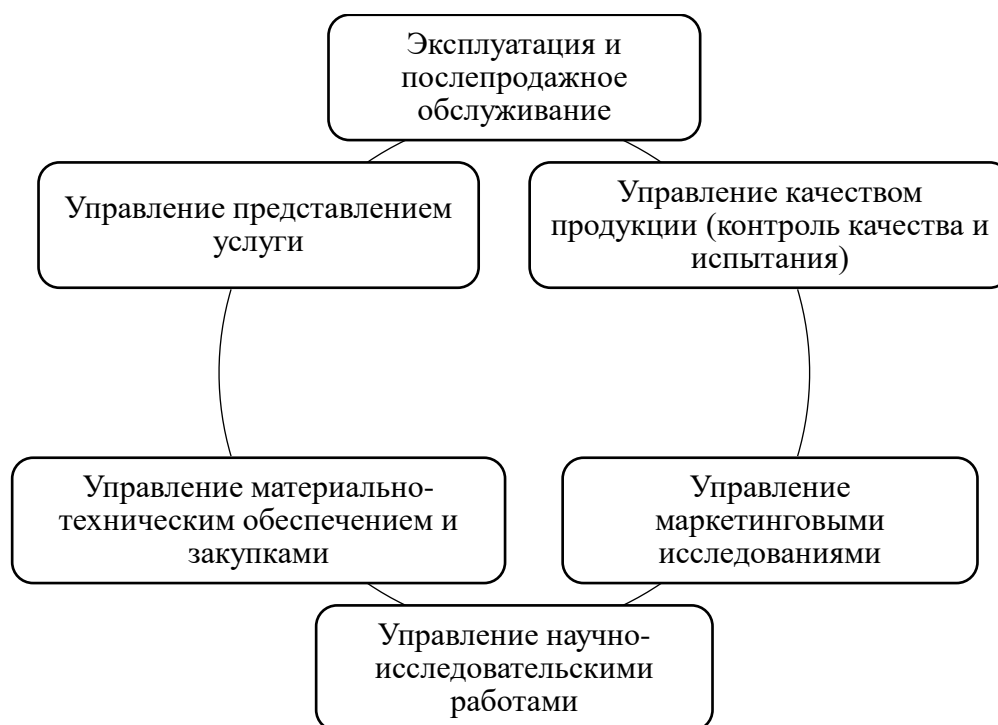 Эксплуатация и
послепродажное
обслуживание
Управление представлением
услуги
Управление качеством
продукции (контроль качества и
испытания)
Управление материально-
техническим обеспечением и
закупками
Управление
маркетинговыми
исследованиями
Управление научно-
исследовательскими
работами